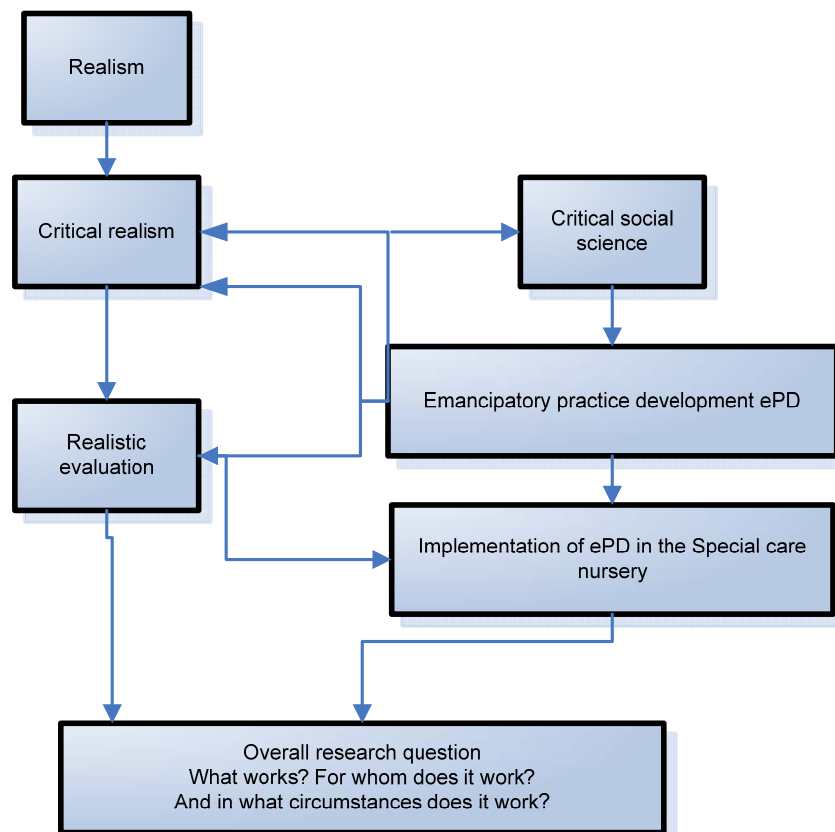 Realism
Critical realism
Critical social
science
Emancipatory practice development ePD
Realistic
evaluation
Implementation of ePD in the Special care
nursery
Overall research question
What works? For whom does it work?
And in what circumstances does it work?